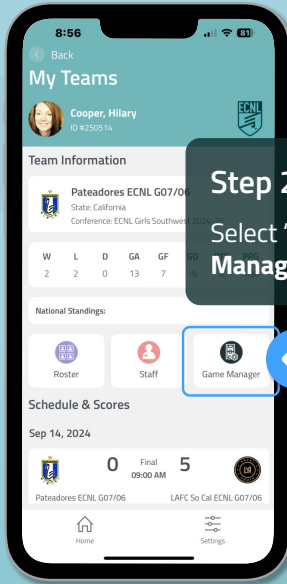 8:56
81
Back
My Teams
Cooper, Hilary
ID #250514
ECNL
Team Information
Pateadores ECNL G07/06
State: California
Conference: ECNL Girls Southwest 2024-25
Step 2
Select "
Manag
W L D GA GF GD PPG
2 2 0 13 7 -6
National Standings:
Roster
Staff
Game Manager
Schedule & Scores
Sep 14, 2024
0 Final 5
09:00 AM
Pateadores ECNL G07/06 LAFC So Cal ECNL G07/06
Home
Settings